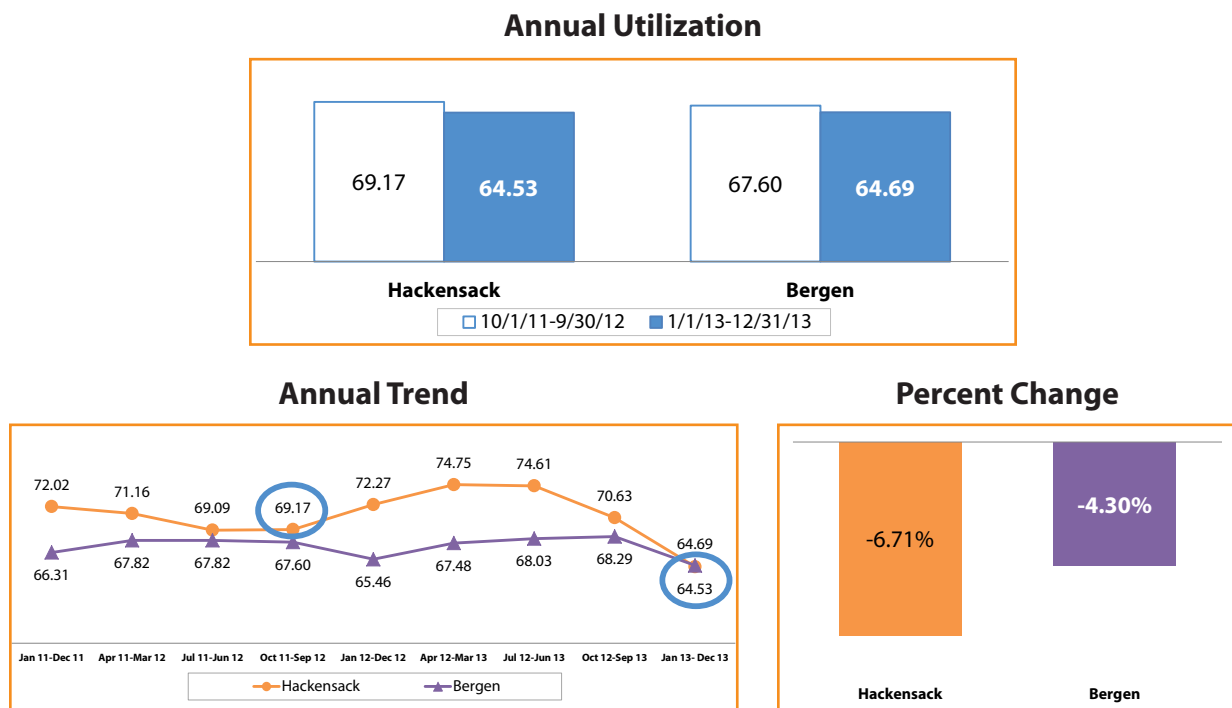 Annual Utilization
69.17 64.53 67.60 64.69
Hackensack Bergen
10/1/11-9/30/12 1/1/13-12/31/13
Annual Trend
72.02 71.16 69.09 69.17 72.27 74.75 74.61 70.63 64.69
66.31 67.82 67.82 67.60 65.46 67.48 68.03 68.29 64.53
Jan 11-Dec 11 Apr 11-Mar 12 Jul 11-Jun 12 Oct 11-Sep 12 Jan 12-Dec 12 Apr 12-Mar 13 Jul 12-Jun 13 Oct 12-Sep 13 Jan 13- Dec 13
Hackensack Bergen
Percent Change
-6.71% -4.30%
Hackensack Bergen